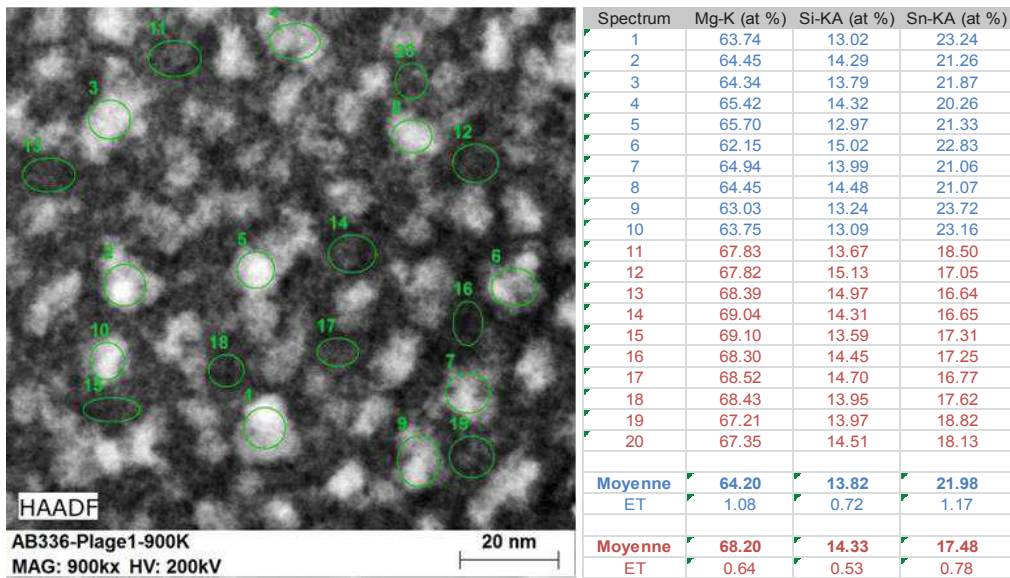 11
4
20
3
8
12
13
14
5
2
6
16
17
10
18
7
15
1
9
19
HAADF
AB336-Plage1-900K
MAG: 900kx HV: 200kV
20 nm
Spectrum Mg-K (at %) Si-KA (at %) Sn-KA (at %)
1 63.74 13.02 23.24
2 64.45 14.29 21.26
3 64.34 13.79 21.87
4 65.42 14.32 20.26
5 65.70 12.97 21.33
6 62.15 15.02 22.83
7 64.94 13.99 21.06
8 64.45 14.48 21.07
9 63.03 13.24 23.72
10 63.75 13.09 23.16
11 67.83 13.67 18.50
12 67.82 15.13 17.05
13 68.39 14.97 16.64
14 69.04 14.31 16.65
15 69.10 13.59 17.31
16 68.30 14.45 17.25
17 68.52 14.70 16.77
18 68.43 13.95 17.62
19 67.21 13.97 18.82
20 67.35 14.51 18.13
Moyenne 64.20 13.82 21.98
ET 1.08 0.72 1.17
Moyenne 68.20 14.33 17.48
ET 0.64 0.53 0.78